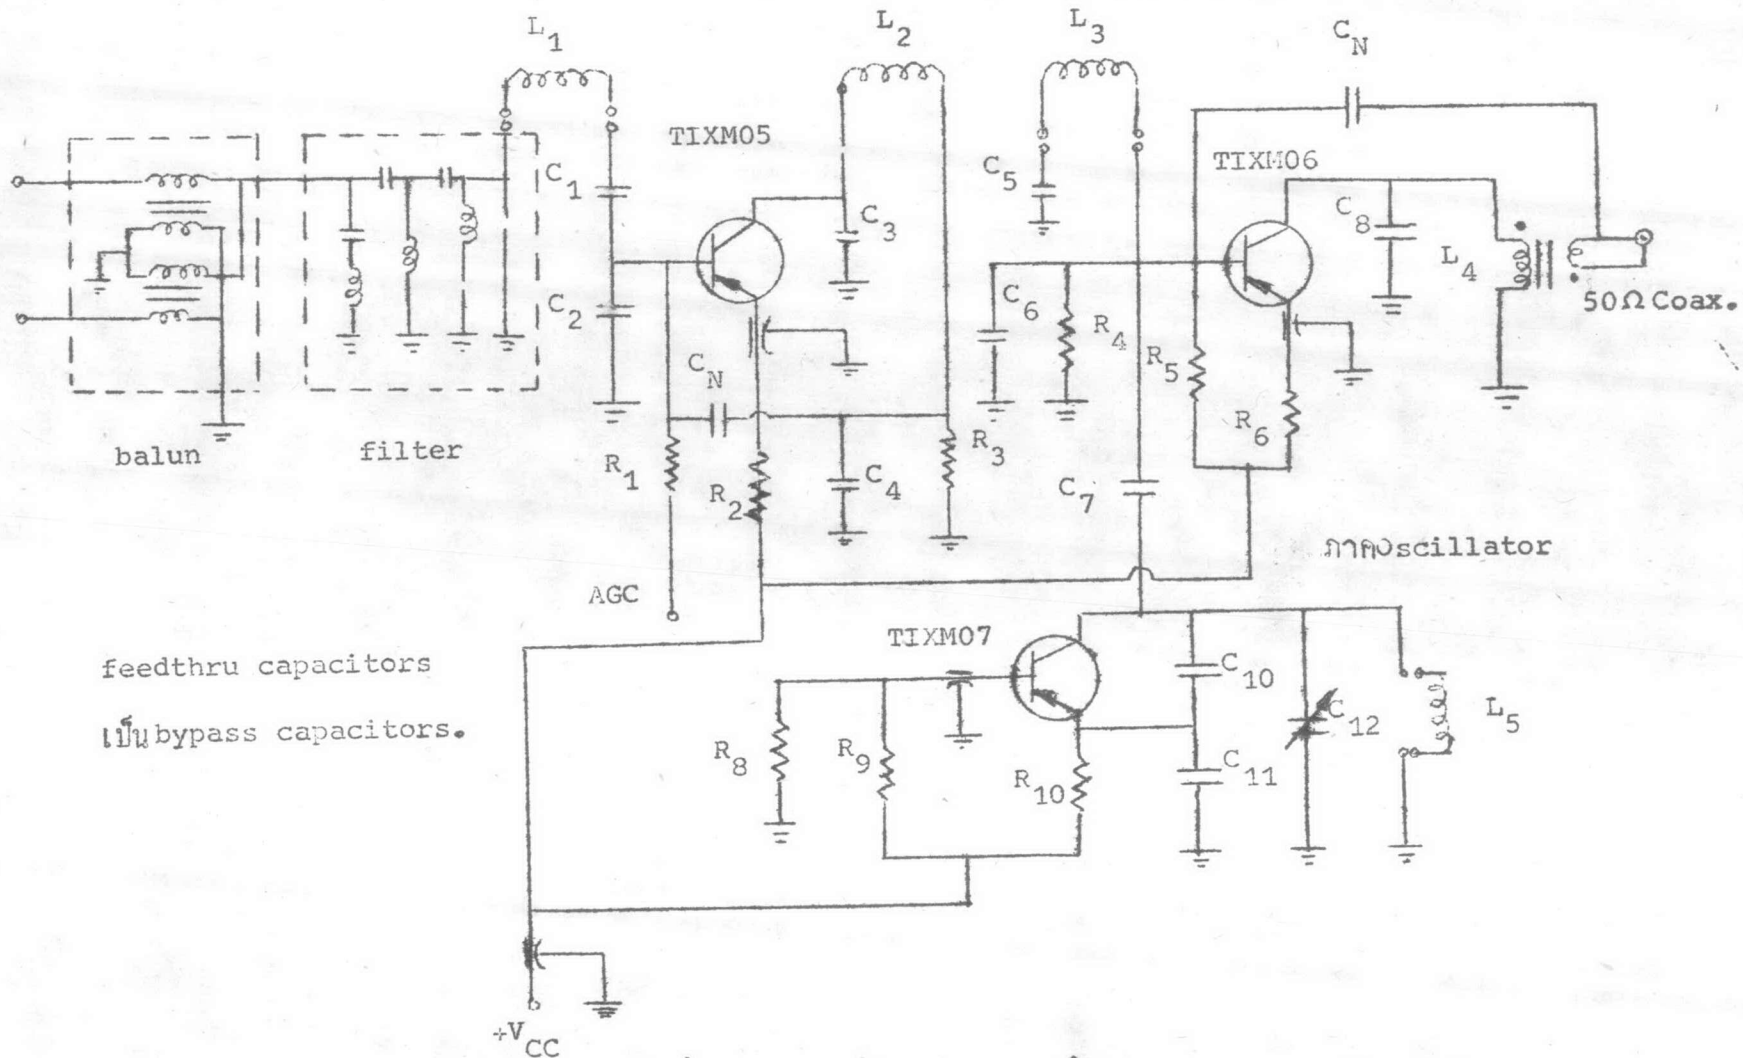 L1
L2
L3
CN
TIXM05
TIXM06
C1
C2
C3
C5
C6
R4
R5
C8
L4
50Ω Coax.
R6
balun
filter
CN
R1
R2
C4
R3
C7
AGC
ภาคoscillator
TIXM07
feedthru capacitors
เป็นbypass capacitors.
R8
R9
R10
C10
C11
C12
L5
+VCC